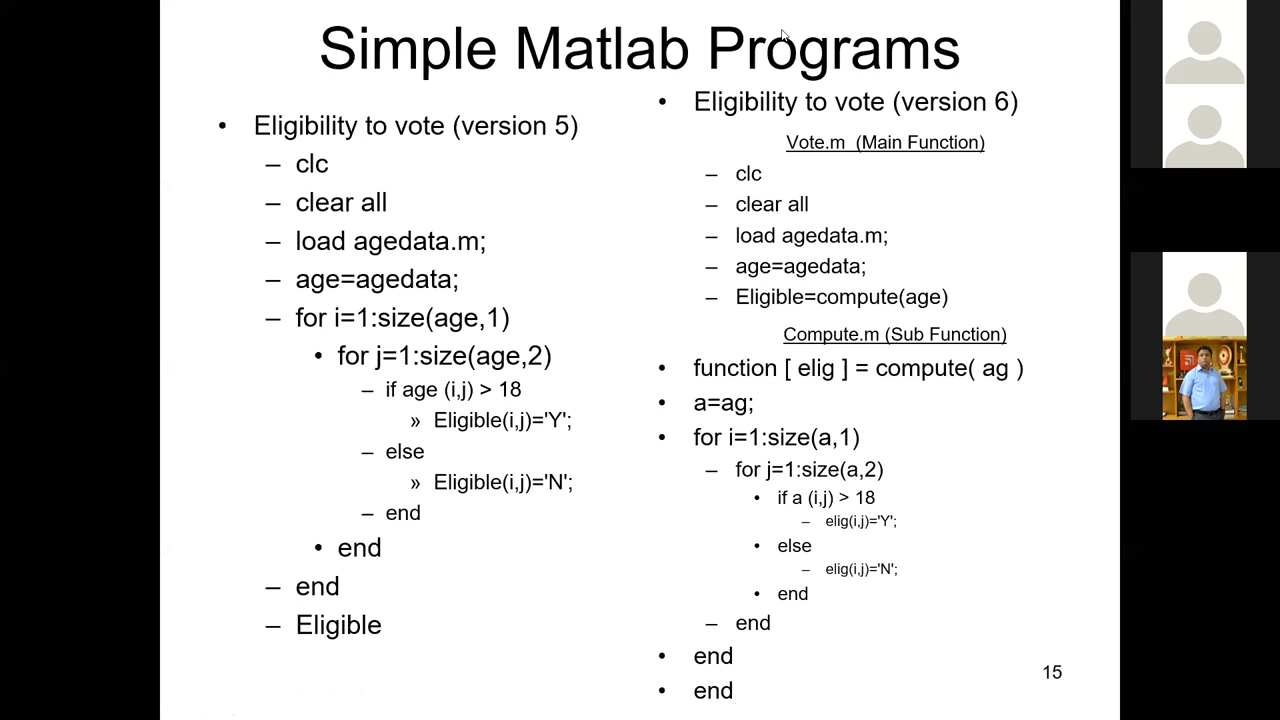 Simple Matlab Programs
• Eligibility to vote (version 5)
– clc
– clear all
– load agedata.m;
– age=agedata;
– for i=1:size(age,1)
• for j=1:size(age,2)
– if age (i,j) > 18
» Eligible(i,j)='Y';
– else
» Eligible(i,j)='N';
– end
• end
– end
– Eligible
• Eligibility to vote (version 6)
Vote.m (Main Function)
– clc
– clear all
– load agedata.m;
– age=agedata;
– Eligible=compute(age)
Compute.m (Sub Function)
• function [ elig ] = compute( ag )
• a=ag;
• for i=1:size(a,1)
– for j=1:size(a,2)
• if a (i,j) > 18
– elig(i,j)='Y';
• else
– elig(i,j)='N';
• end
– end
• end
• end
15